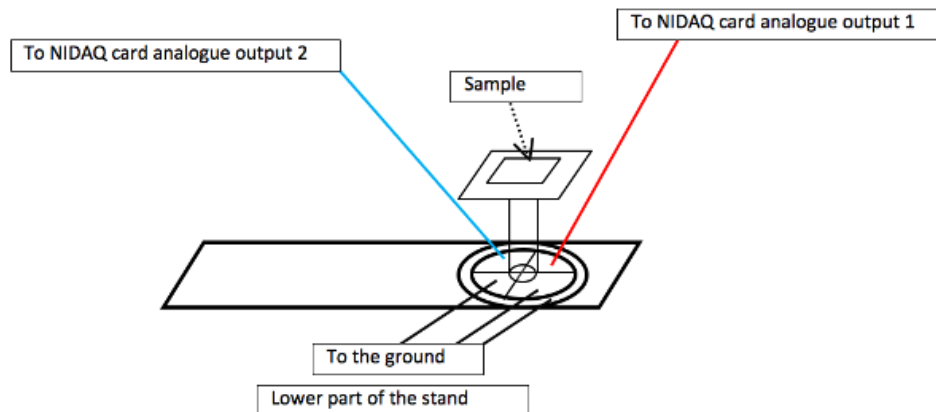 To NIDAQ card analogue output 1
To NIDAQ card analogue output 2
Sample
To the ground
Lower part of the stand